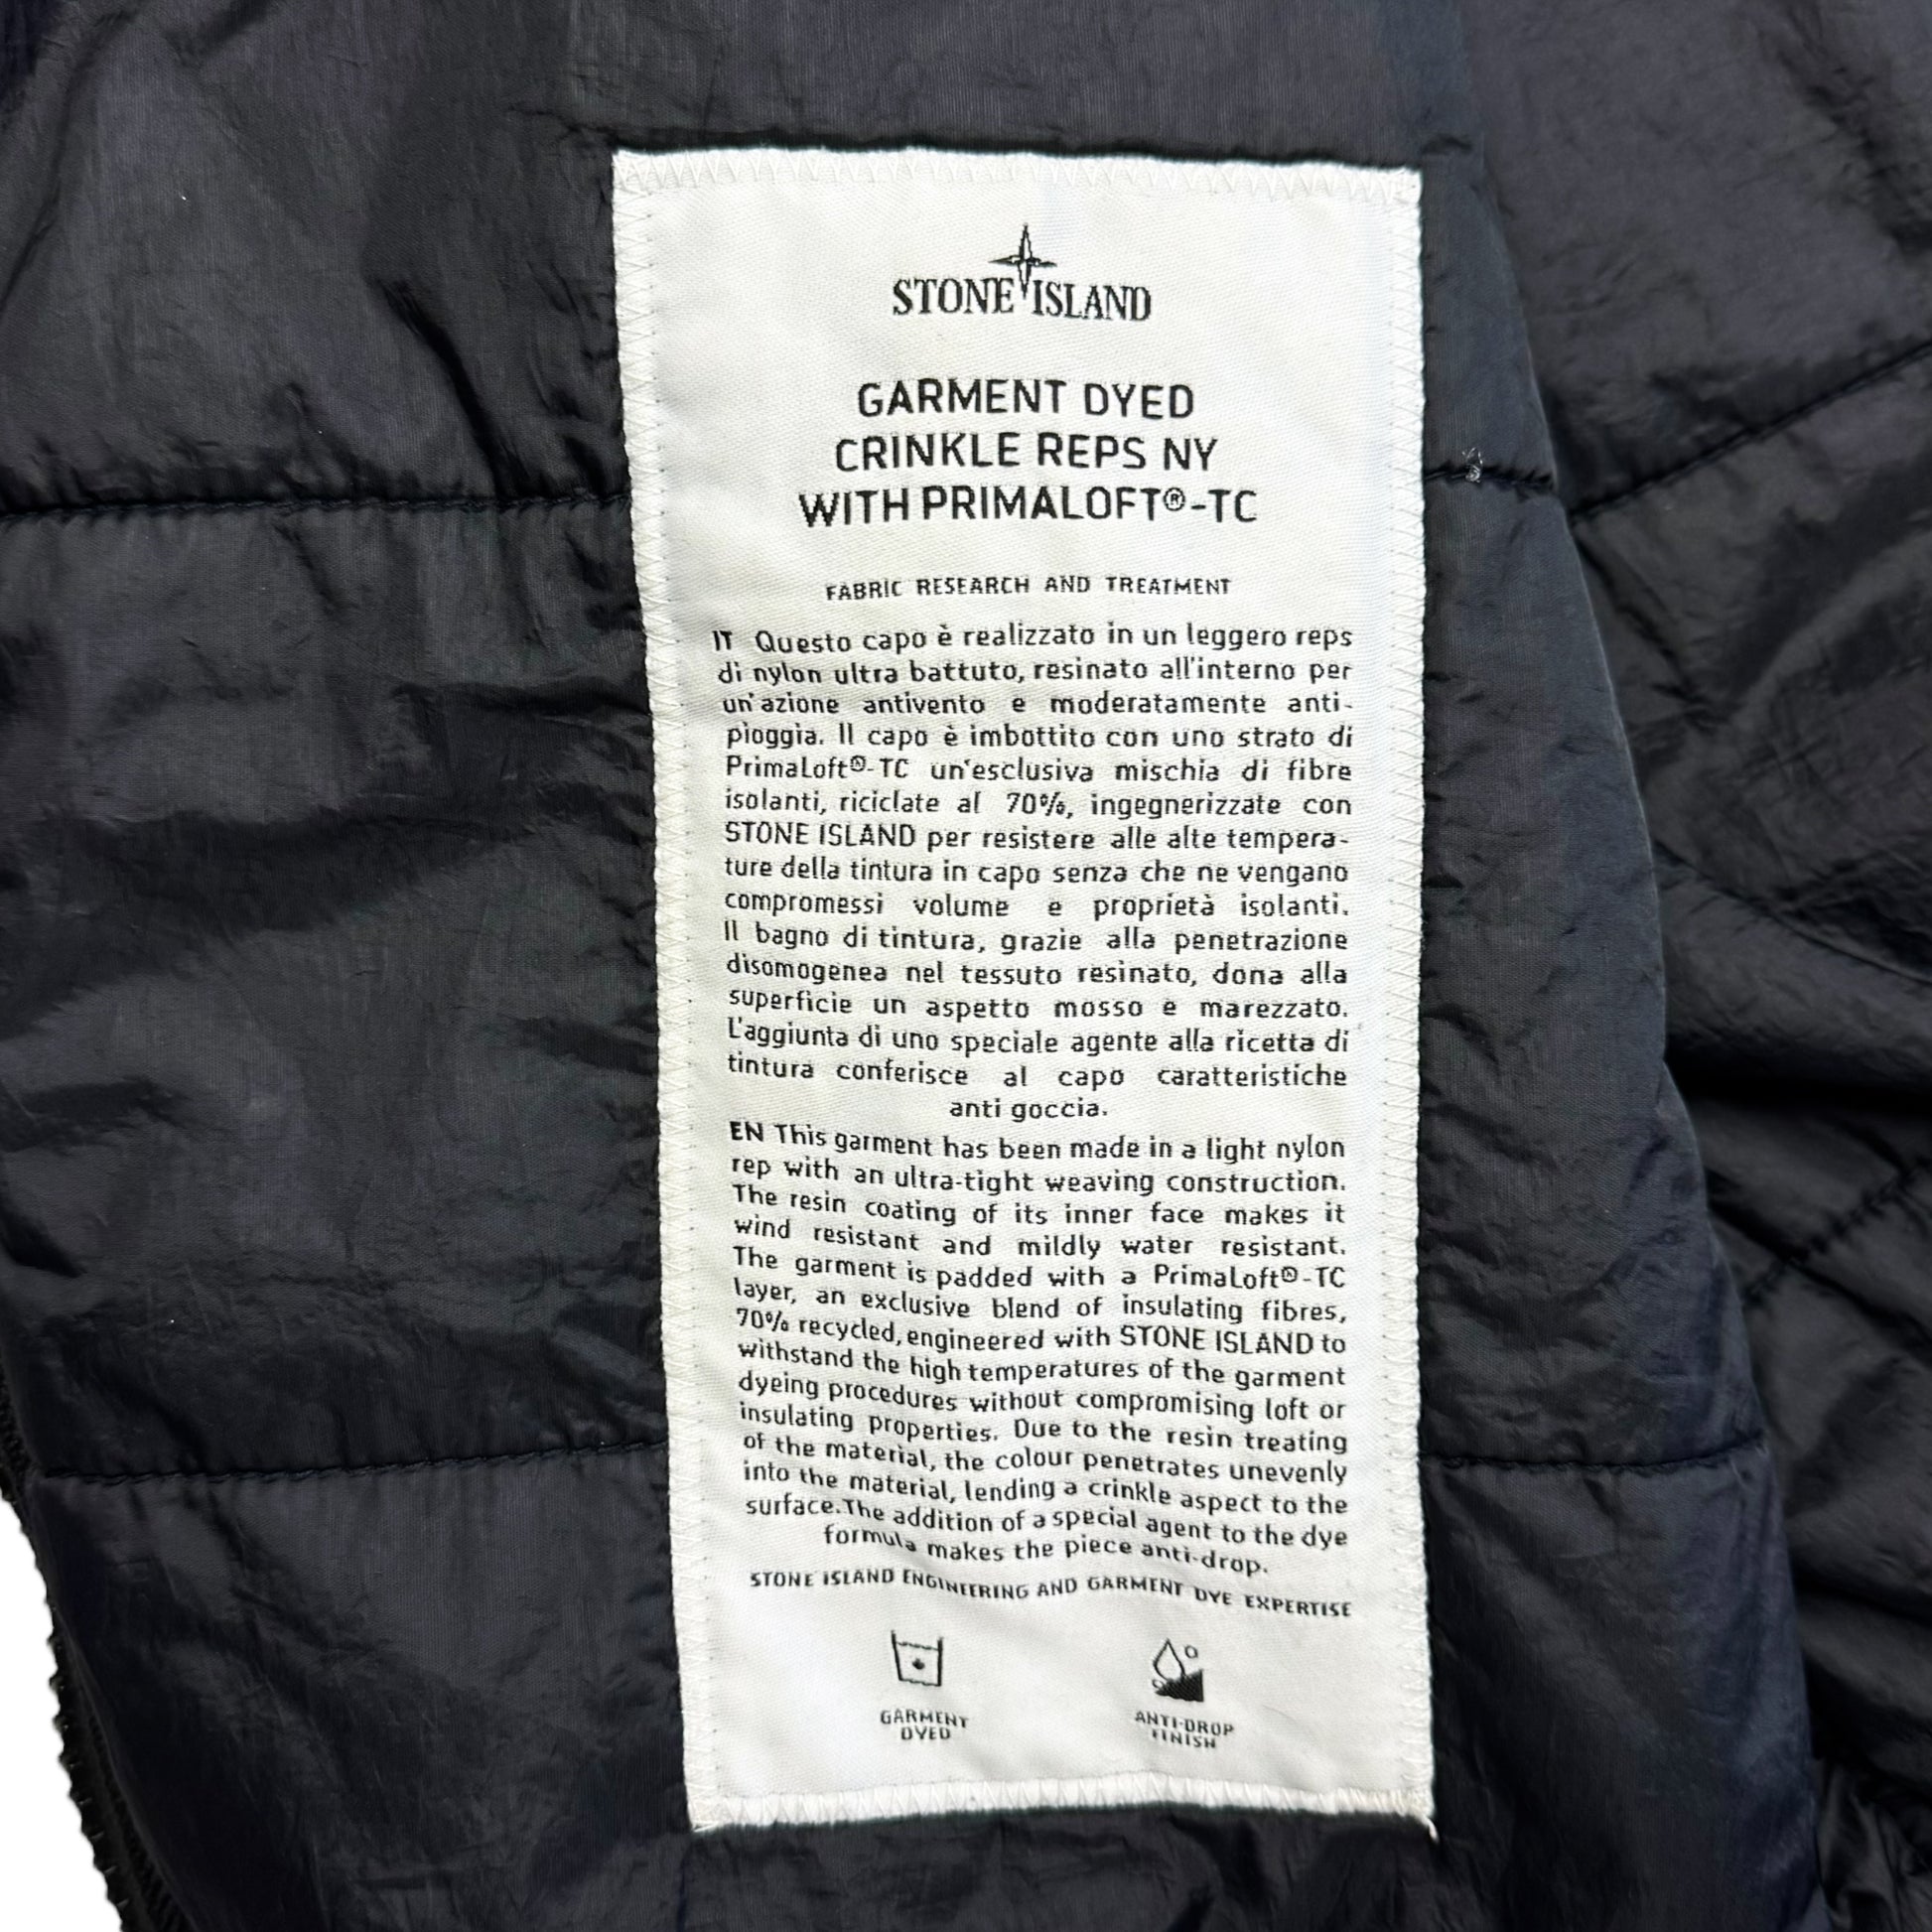 STONE ISLAND
GARMENT DYED
CRINKLE REPS NY
WITH PRIMALOFT®-TC
FABRIC RESEARCH AND TREATMENT
IT Questo capo è realizzato in un leggero reps
di nylon ultra battuto, resinato all'interno per
un'azione antivento e moderatamente anti-
pioggia. Il capo è imbottito con uno strato di
PrimaLoft®-TC un'esclusiva mischia di fibre
isolanti, riciclate al 70%, ingegnerizzate con
STONE ISLAND per resistere alle alte tempera-
ture della tintura in capo senza che ne vengano
compromessi volume e proprietà isolanti.
Il bagno di tintura, grazie alla penetrazione
disomogenea nel tessuto resinato, dona alla
superficie un aspetto mosso e marezzato.
L'aggiunta di uno speciale agente alla ricetta di
tintura conferisce al capo caratteristiche
anti goccia.
EN This garment has been made in a light nylon
rep with an ultra-tight weaving construction.
The resin coating of its inner face makes it
wind resistant and mildly water resistant.
The garment is padded with a PrimaLoft®-TC
layer, an exclusive blend of insulating fibres,
70% recycled, engineered with STONE ISLAND to
withstand the high temperatures of the garment
dyeing procedures without compromising loft or
insulating properties. Due to the resin treating
of the material, the colour penetrates unevenly
into the material, lending a crinkle aspect to the
surface.The addition of a special agent to the dye
formula makes the piece anti-drop.
STONE ISLAND ENGINEERING AND GARMENT DYE EXPERTISE
GARMENT
DYED
ANTI-DROP
FINISH